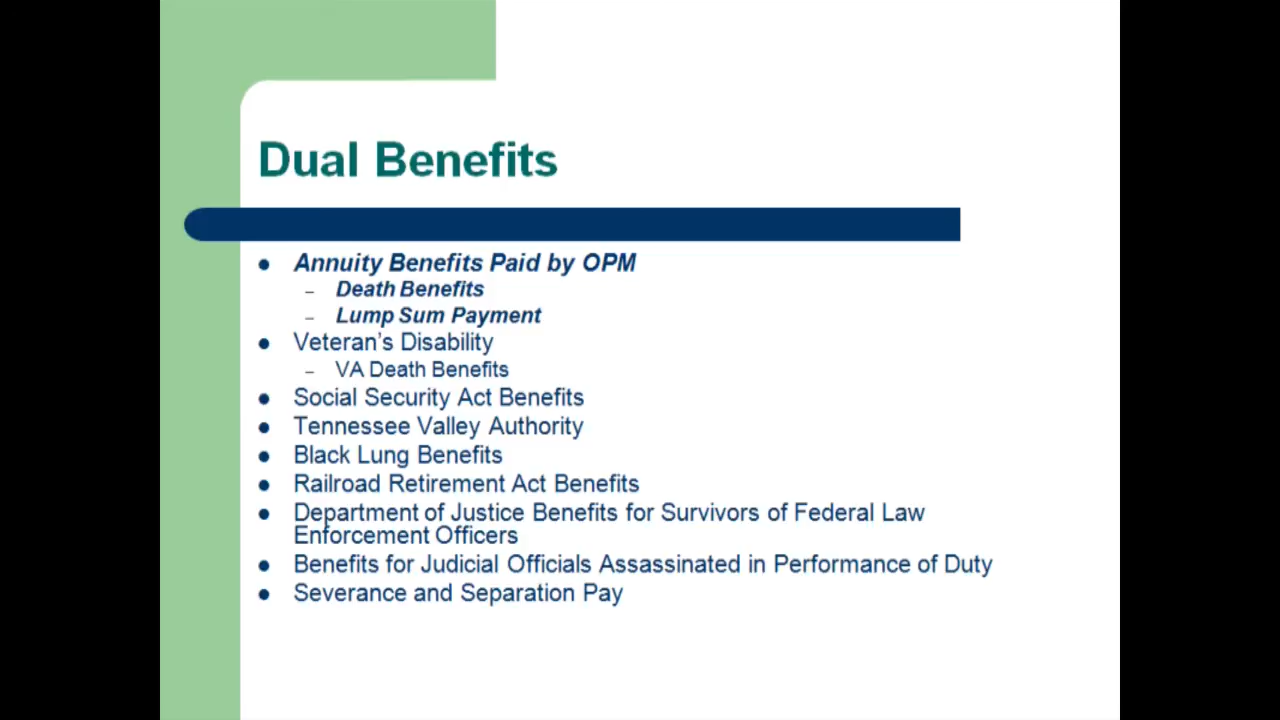 Dual Benefits
● Annuity Benefits Paid by OPM
– Death Benefits
– Lump Sum Payment
● Veteran’s Disability
– VA Death Benefits
● Social Security Act Benefits
● Tennessee Valley Authority
● Black Lung Benefits
● Railroad Retirement Act Benefits
● Department of Justice Benefits for Survivors of Federal Law
Enforcement Officers
● Benefits for Judicial Officials Assassinated in Performance of Duty
● Severance and Separation Pay